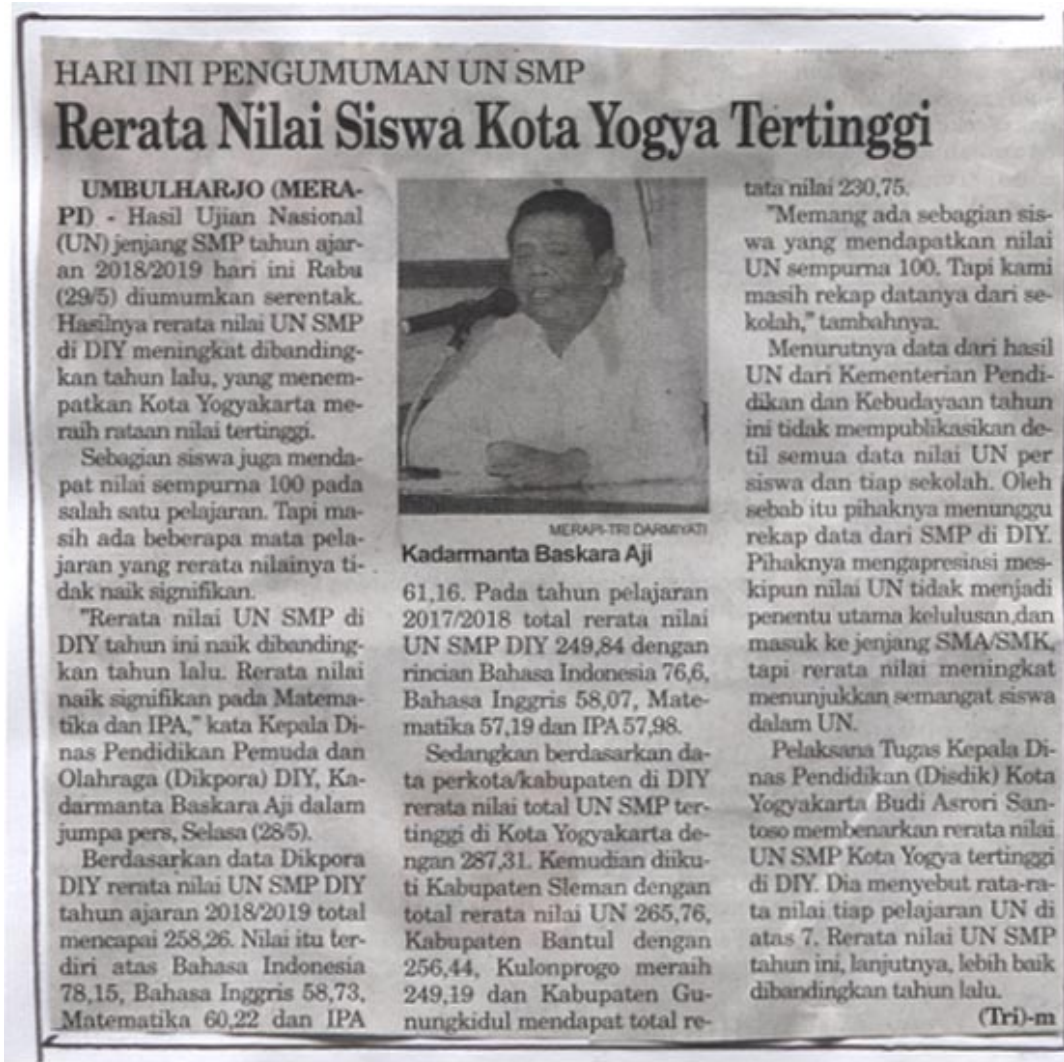 HARI INI PENGUMUMAN UN SMP
Rerata Nilai Siswa Kota Yogya Tertinggi
UMBULHARJO (MERA-
PI) - Hasil Ujian Nasional
(UN) jenjang SMP tahun ajar-
an 2018/2019 hari ini Rabu
(29/5) diumumkan serentak.
Hasilnya rerata nilai UN SMP
di DIY meningkat dibanding-
kan tahun lalu, yang menem-
patkan Kota Yogyakarta me-
raih rataan nilai tertinggi.
Sebagian siswa juga menda-
pat nilai sempurna 100 pada
salah satu pelajaran. Tapi ma-
sih ada beberapa mata pela-
jaran yang rerata nilainya ti-
dak naik signifikan.
"Rerata nilai UN SMP di
DIY tahun ini naik dibanding-
kan tahun lalu. Rerata nilai
naik signifikan pada Matema-
tika dan IPA," kata Kepala Di-
nas Pendidikan Pemuda dan
Olahraga (Dikpora) DIY, Ka-
darmanta Baskara Aji dalam
jumpa pers, Selasa (28/5).
Berdasarkan data Dikpora
DIY rerata nilai UN SMP DIY
tahun ajaran 2018/2019 total
mencapai 258,26. Nilai itu ter-
diri atas Bahasa Indonesia
78,15, Bahasa Inggris 58,73,
Matematika 60,22 dan IPA
MERAPI-TRI DARMIYATI
Kadarmanta Baskara Aji
61,16. Pada tahun pelajaran
2017/2018 total rerata nilai
UN SMP DIY 249,84 dengan
rincian Bahasa Indonesia 76,6,
Bahasa Inggris 58,07, Mate-
matika 57,19 dan IPA 57,98.
Sedangkan berdasarkan da-
ta perkota/kabupaten di DIY
rerata nilai total UN SMP ter-
tinggi di Kota Yogyakarta de-
ngan 287,31. Kemudian diiku-
ti Kabupaten Sleman dengan
total rerata nilai UN 265,76,
Kabupaten Bantul dengan
256,44, Kulonprogo meraih
249,19 dan Kabupaten Gu-
nungkidul mendapat total re-
tata nilai 230,75.
"Memang ada sebagian sis-
wa yang mendapatkan nilai
UN sempurna 100. Tapi kami
masih rekap datanya dari se-
kolah," tambahnya.
Menurutnya data dari hasil
UN dari Kementerian Pendi-
dikan dan Kebudayaan tahun
ini tidak mempublikasikan de-
til semua data nilai UN per
siswa dan tiap sekolah. Oleh
sebab itu pihaknya menunggu
rekap data dari SMP di DIY.
Pihaknya mengapresiasi mes-
kipun nilai UN tidak menjadi
penentu utama kelulusan,dan
masuk ke jenjang SMA/SMK,
tapi rerata nilai meningkat
menunjukkan semangat siswa
dalam UN.
Pelaksana Tugas Kepala Di-
nas Pendidikan (Disdik) Kota
Yogyakarta Budi Asrori San-
toso membenarkan rerata nilai
UN SMP Kota Yogya tertinggi
di DIY. Dia menyebut rata-ra-
ta nilai tiap pelajaran UN di
atas 7. Rerata nilai UN SMP
tahun ini, lanjutnya, lebih baik
dibandingkan tahun lalu.
(Tri)-m